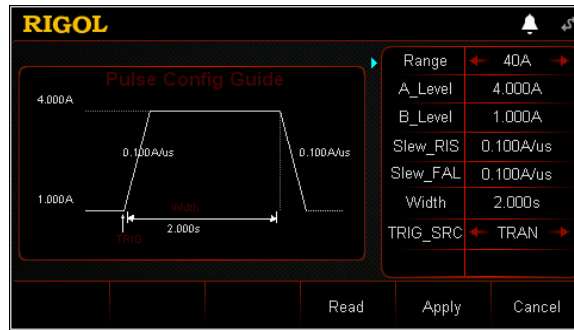 RIGOL
Pulse Config Guide
4.000A
0.100A/us
0.100A/us
1.000A
Width
2.000s
TRIG
Range 40A
A_Level 4.000A
B_Level 1.000A
Slew_RIS 0.100A/us
Slew_FAL 0.100A/us
Width 2.000s
TRIG_SRC TRAN
Read Apply Cancel